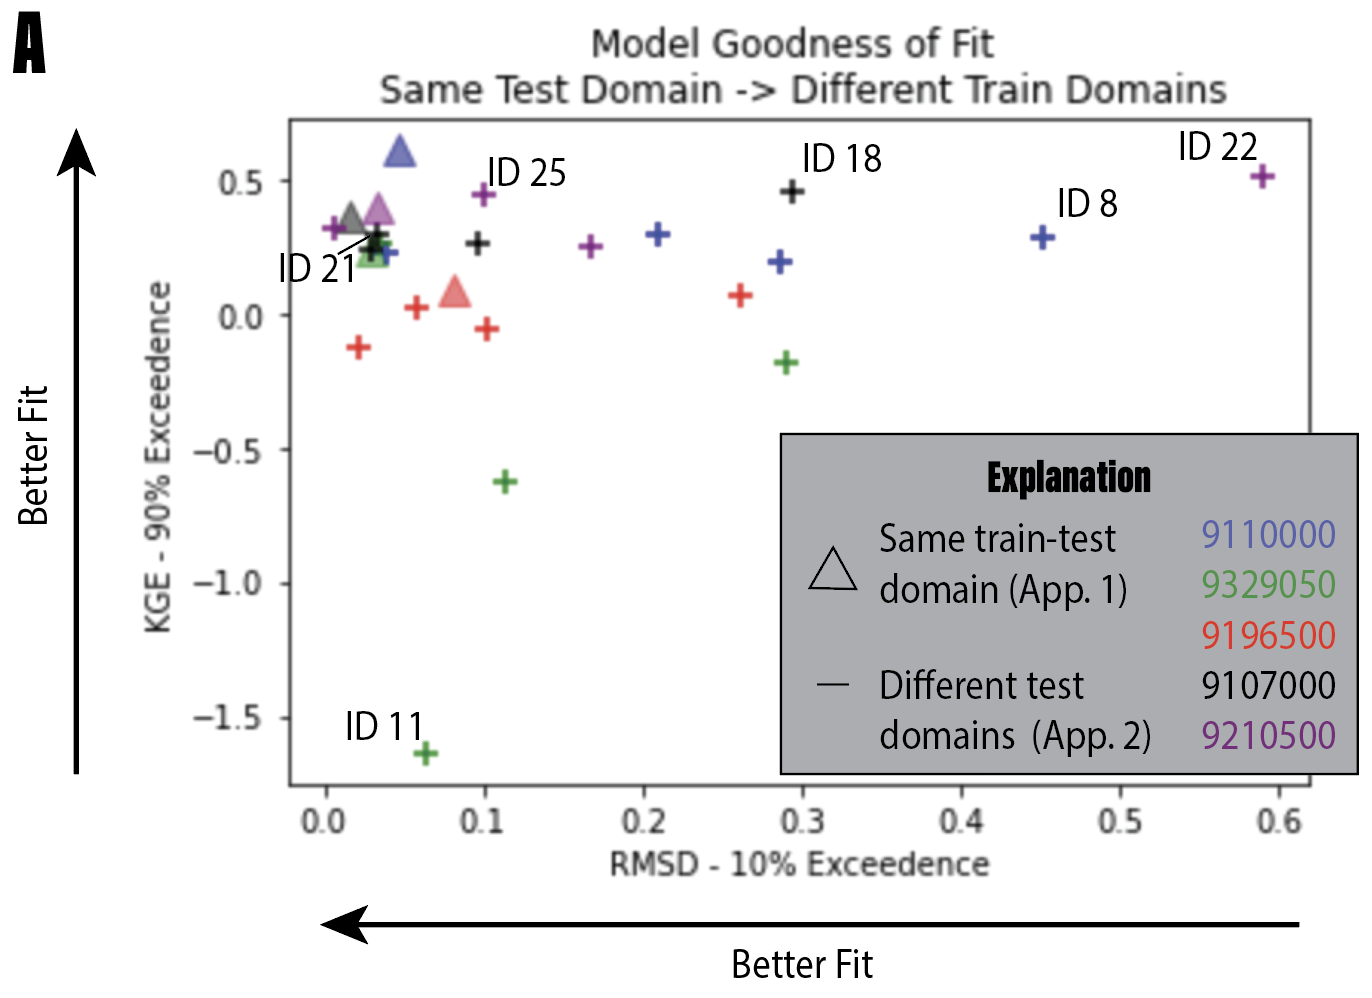 A
Model Goodness of Fit
Same Test Domain -> Different Train Domains
ID 25
ID 18
ID 22
ID 8
ID 21
ID 11
0.5
0.0
−0.5
−1.0
−1.5
KGE - 90% Exceedence
Better Fit
Explanation
Same train-test
domain (App. 1)
Different test
domains (App. 2)
9110000
9329050
9196500
9107000
9210500
0.0 0.1 0.2 0.3 0.4 0.5 0.6
RMSD - 10% Exceedence
Better Fit